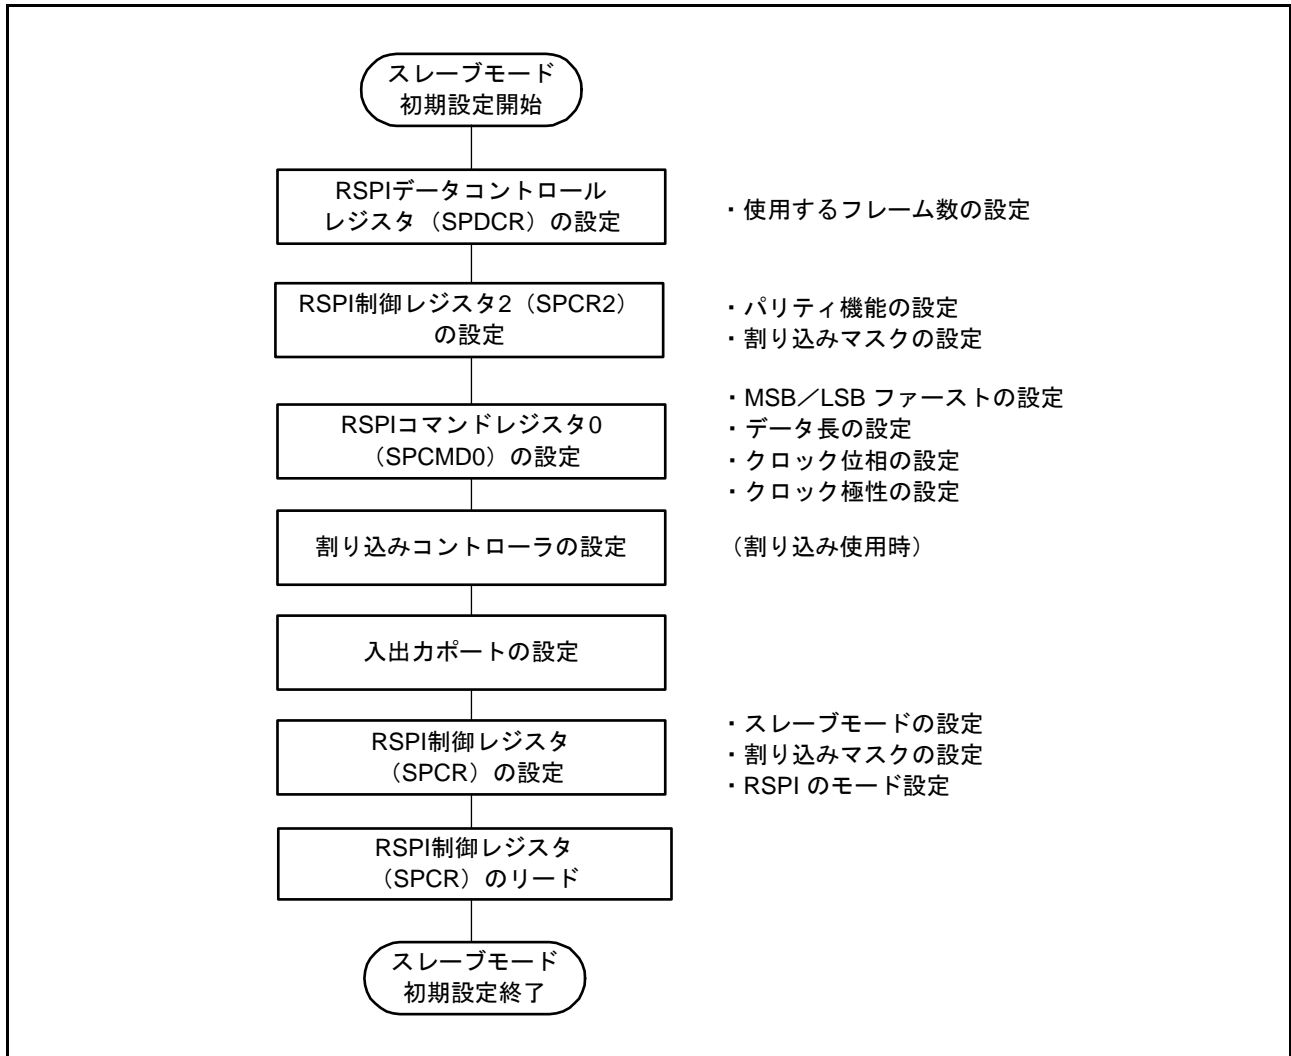 スレーブモード
初期設定開始
RSPIデータコントロール
レジスタ（SPDCR）の設定
・使用するフレーム数の設定
RSPI制御レジスタ2（SPCR2）
の設定
・パリティ機能の設定
・割り込みマスクの設定
RSPIコマンドレジスタ0
（SPCMD0）の設定
・MSB／LSB ファーストの設定
・データ長の設定
・クロック位相の設定
・クロック極性の設定
割り込みコントローラの設定
（割り込み使用時）
入出力ポートの設定
RSPI制御レジスタ
（SPCR）の設定
・スレーブモードの設定
・割り込みマスクの設定
・RSPI のモード設定
RSPI制御レジスタ
（SPCR）のリード
スレーブモード
初期設定終了